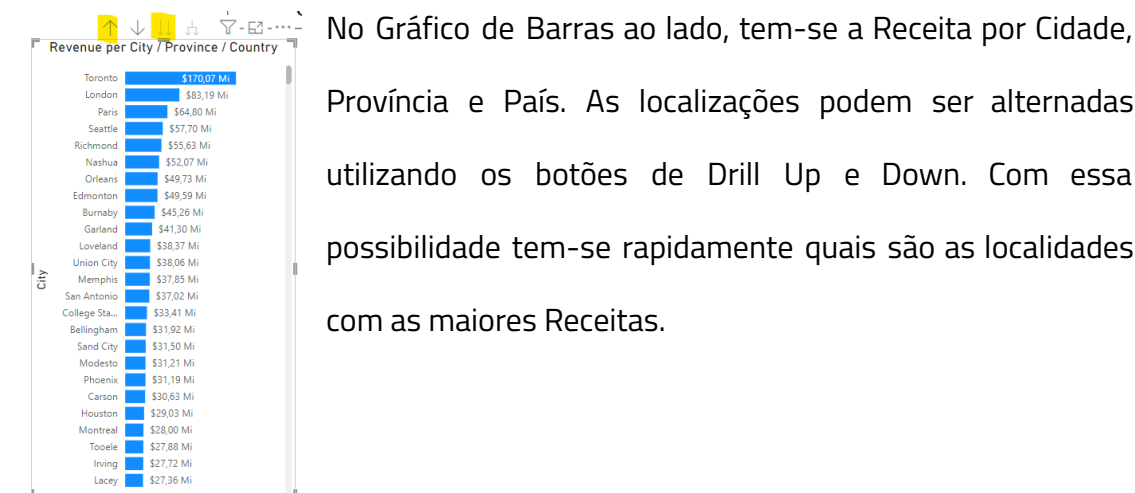 Revenue per City / Province / Country
City
Toronto $170,07 Mi
London $83,19 Mi
Paris $64,80 Mi
Seattle $57,70 Mi
Richmond $55,63 Mi
Nashua $52,07 Mi
Orleans $49,73 Mi
Edmonton $49,59 Mi
Burnaby $45,26 Mi
Garland $41,30 Mi
Loveland $38,37 Mi
Union City $38,06 Mi
Memphis $37,85 Mi
San Antonio $37,02 Mi
College Sta... $33,41 Mi
Bellingham $31,92 Mi
Sand City $31,50 Mi
Modesto $31,21 Mi
Phoenix $31,19 Mi
Carson $30,63 Mi
Houston $29,03 Mi
Montreal $28,00 Mi
Tooele $27,88 Mi
Irving $27,72 Mi
Lacey $27,36 Mi
No Gráfico de Barras ao lado, tem-se a Receita por Cidade,
Província e País. As localizações podem ser alternadas
utilizando os botões de Drill Up e Down. Com essa
possibilidade tem-se rapidamente quais são as localidades
com as maiores Receitas.